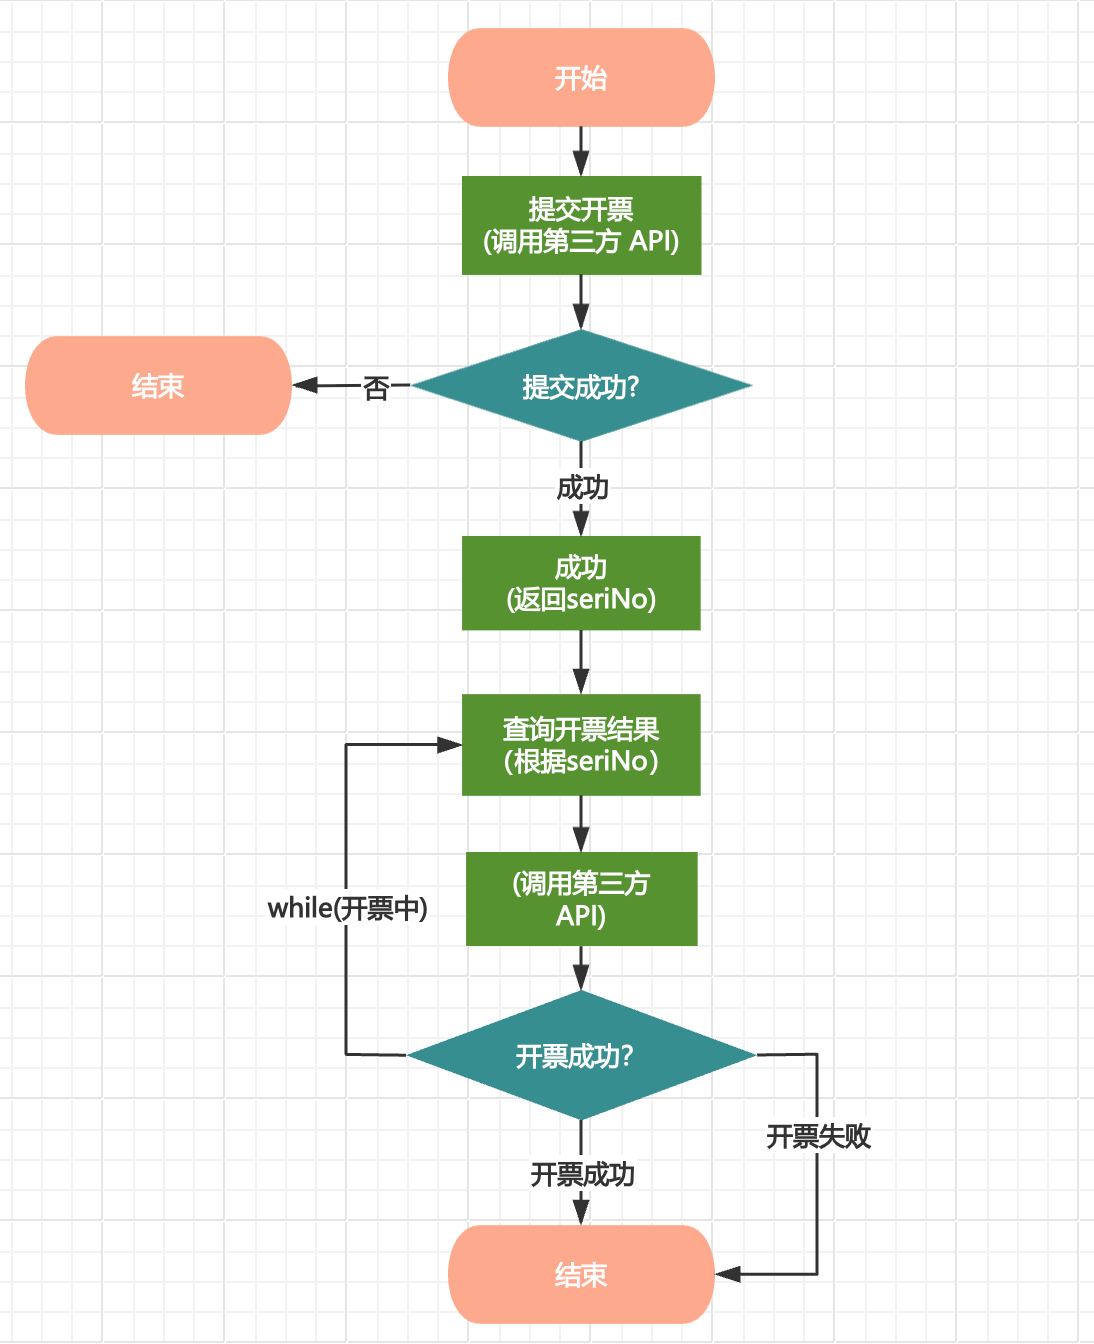 开始
提交开票
(调用第三方 API)
提交成功?
否
结束
成功
成功
(返回seriNo)
查询开票结果
（根据seriNo）
(调用第三方
API)
while(开票中)
开票成功?
开票失败
开票成功
结束